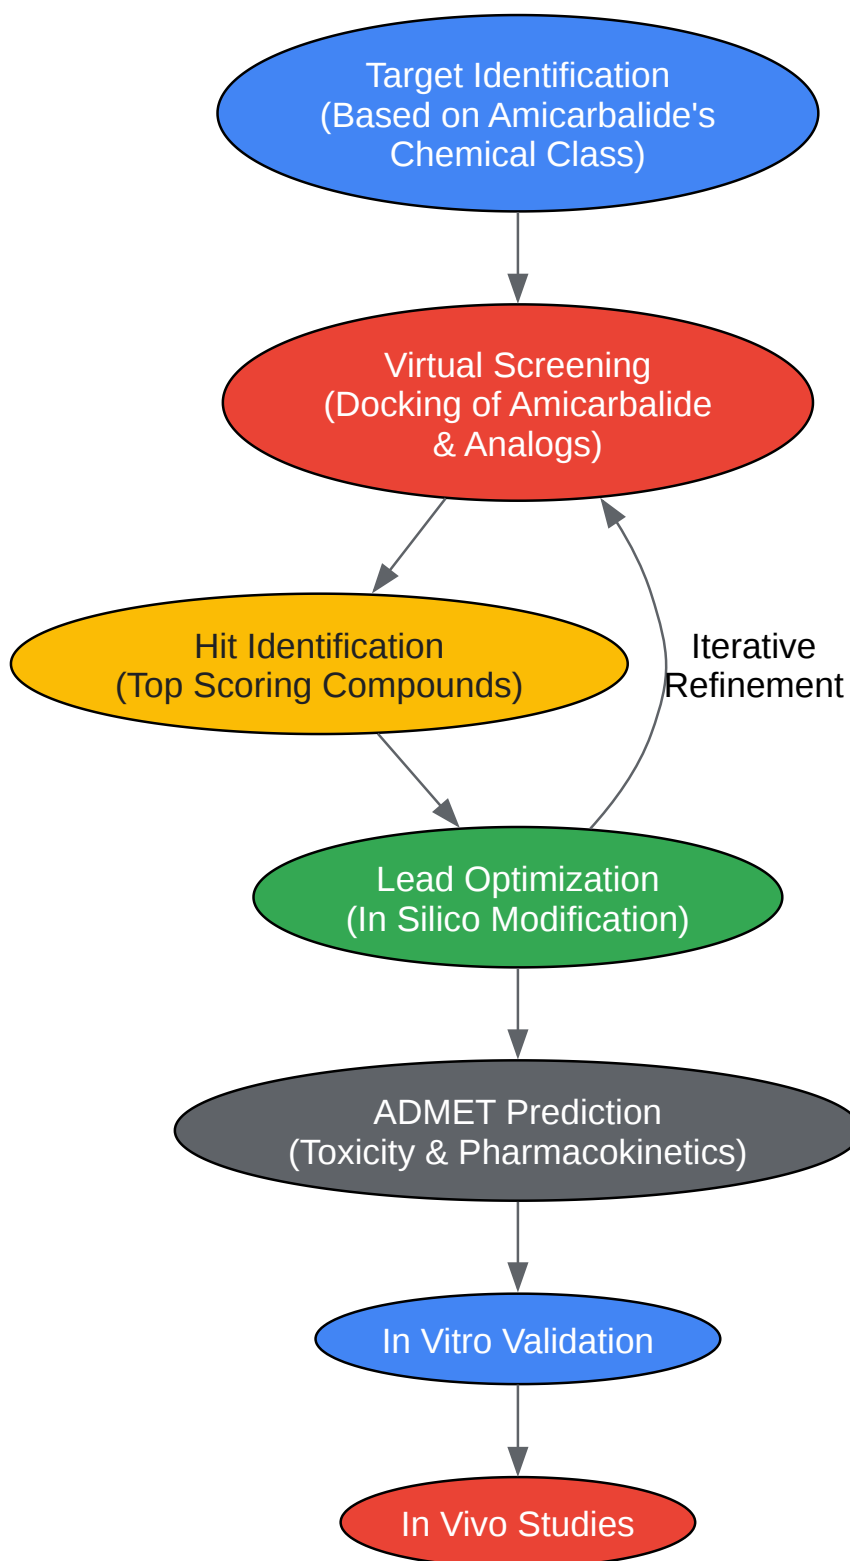 Target Identification
(Based on Amicarbalide's
Chemical Class)
Virtual Screening
(Docking of Amicarbalide
& Analogs)
Hit Identification
(Top Scoring Compounds)
Iterative
Refinement
Lead Optimization
(In Silico Modification)
ADMET Prediction
(Toxicity & Pharmacokinetics)
In Vitro Validation
In Vivo Studies